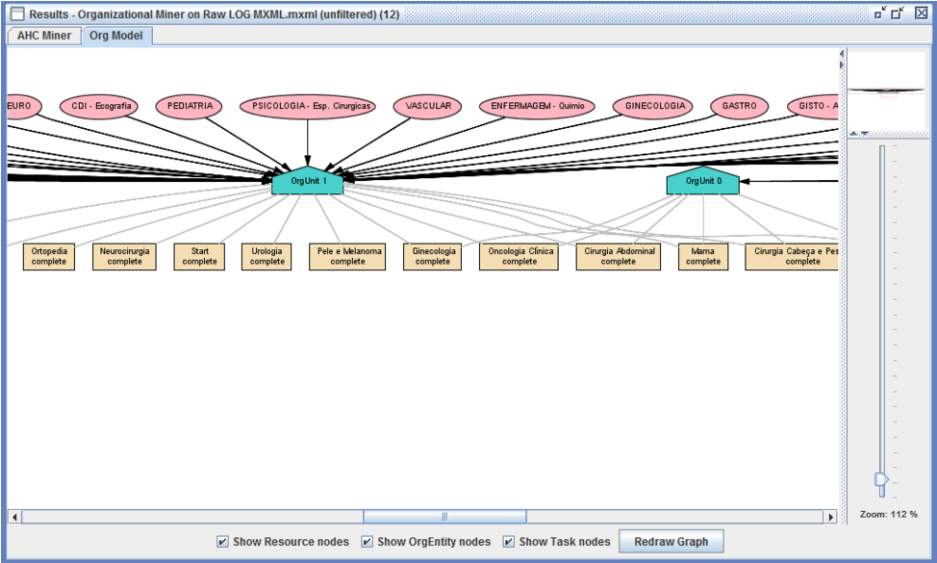 Results - Organizational Miner on Raw LOG MXML.mxml (unfiltered) (12)
AHC Miner
Org Model
EURO
CDI - Ecografia
PEDIATRIA
PSICOLOGIA - Esp. Cirurgicas
VASCULAR
ENFERMAGEM - Quimio
GINECOLOGIA
GASTRO
GISTO - A
OrgUnit 1
OrgUnit 0
Ortopedia
complete
Neurocirurgia
complete
Start
complete
Urologia
complete
Pele e Melanoma
complete
Ginecologia
complete
Oncologia Clínica
complete
Cirurgia Abdominal
complete
Mama
complete
Cirurgia Cabeça e Pes
complete
Zoom: 112 %
Show Resource nodes
Show OrgEntity nodes
Show Task nodes
Redraw Graph